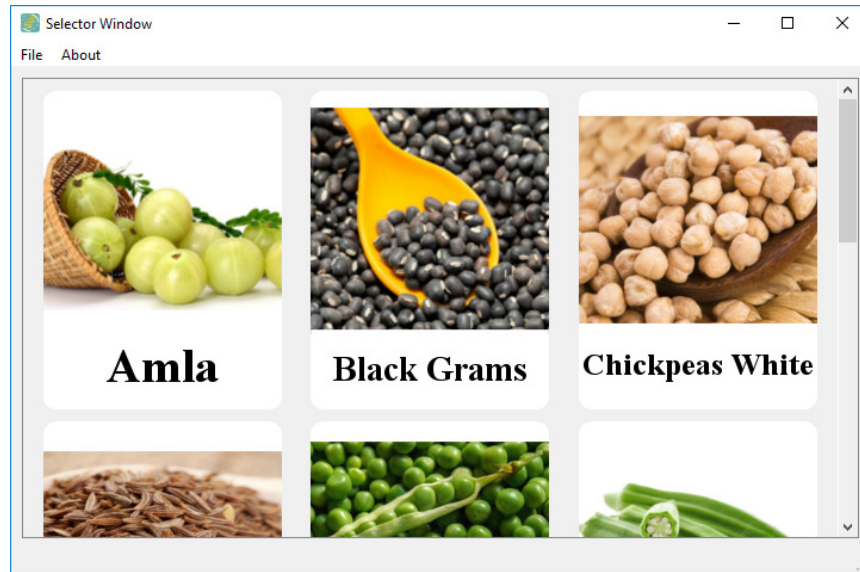 Selector Window
File About
Amla
Black Grams
Chickpeas White